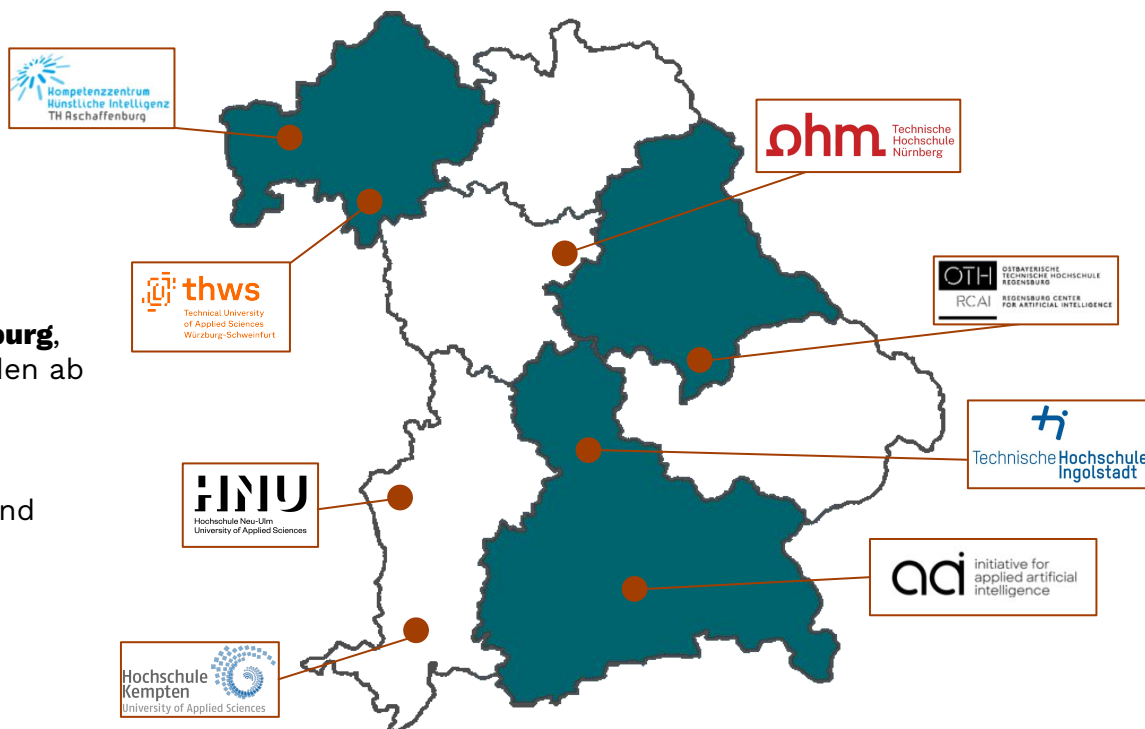 Kompetenzzentrum
Künstliche Intelligenz
TH Aschaffenburg
ohm
Technische
Hochschule
Nürnberg
thws
Technical University
of Applied Sciences
Würzburg-Schweinfurt
OTH
OSTBAYERISCHE
TECHNISCHE HOCHSCHULE
REGENSBURG
RCAI
REGENSBURG CENTER
FOR ARTIFICIAL INTELLIGENCE
burg,
den ab
nd
Technische Hochschule
Ingolstadt
HNU
Hochschule Neu-Ulm
University of Applied Sciences
aai
initiative for
applied artificial
intelligence
Hochschule
Kempten
University of Applied Sciences